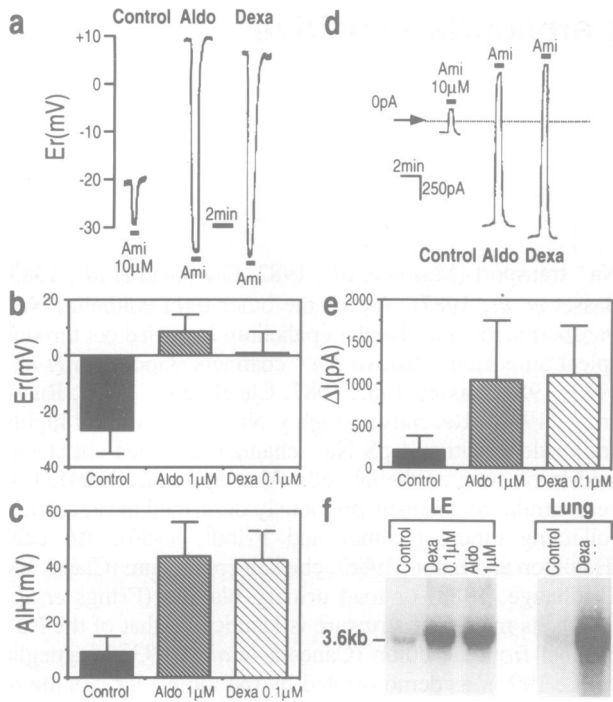 a
Control Aldo Dexa
+10
0
-10
-20
-30
Er(mV)
Ami
10μM
Ami
Ami
2min
d
Ami
10μM
Ami
Ami
0pA
2min
250pA
Control Aldo Dexa
b
20
0
-20
-40
Er(mV)
Control
Aldo 1μM
Dexa 0.1μM
e
2000
1500
1000
500
0
ΔI(pA)
Control
Aldo 1μM
Dexa 0.1μM
c
60
40
20
0
AIH(mV)
Control
Aldo 1μM
Dexa 0.1μM
f
LE
Lung
Control
Dexa
0.1μM
Aldo
1μM
Control
Dexa
3.6kb